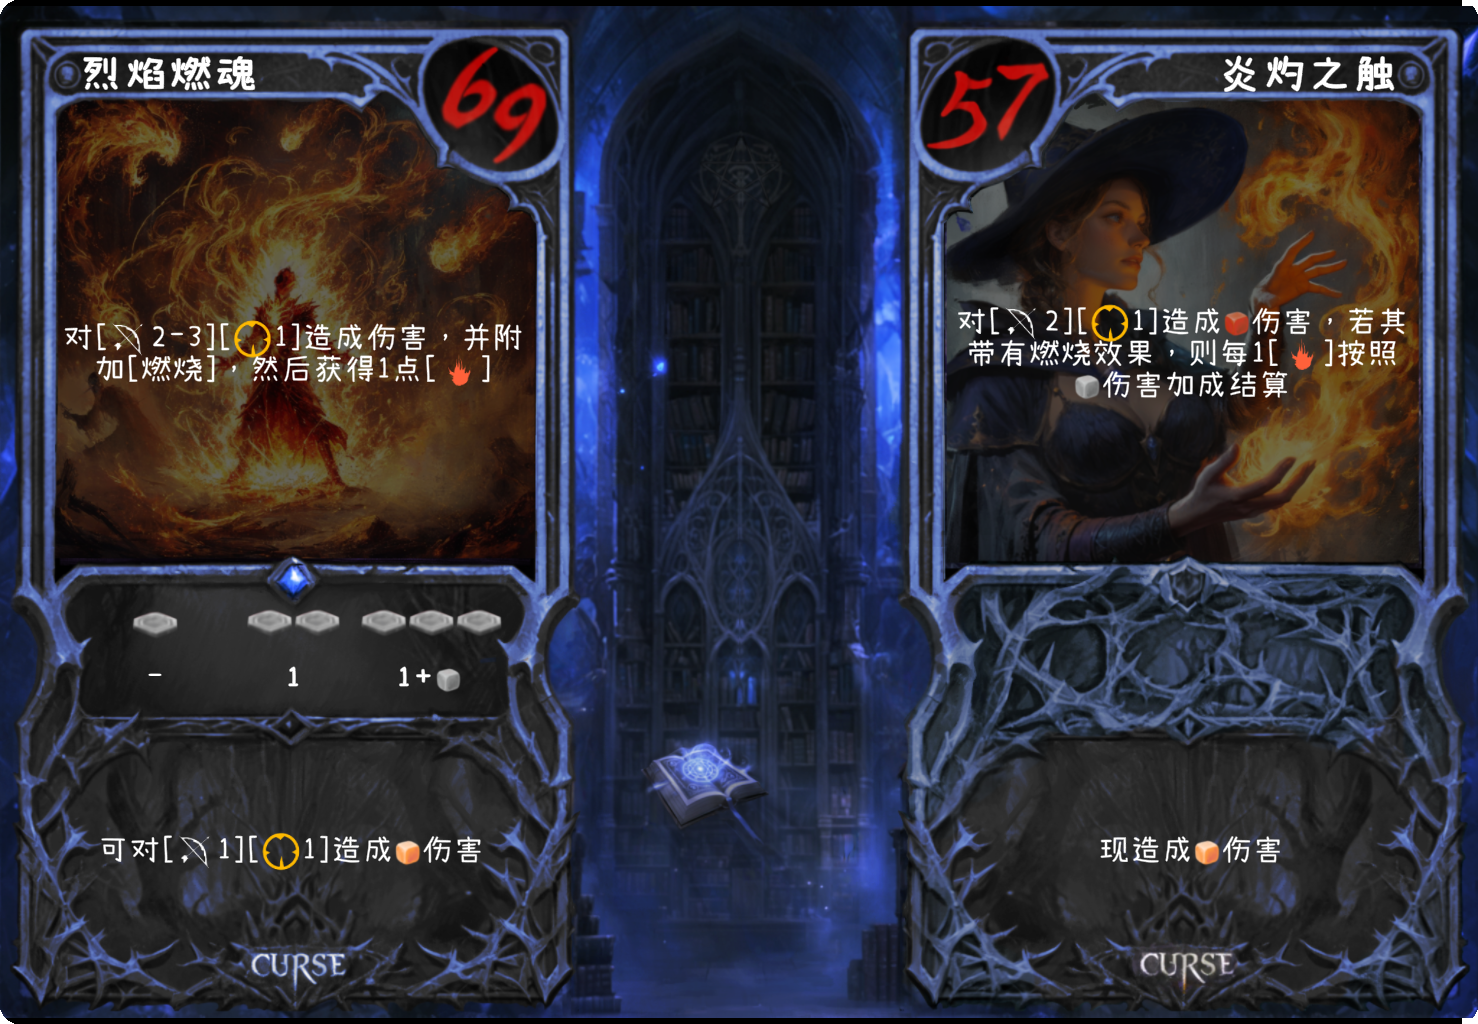 烈焰燃魂
69
对[2-3][1]造成伤害，并附
加[燃烧]，然后获得1点[]
-
1
1+
可对[1][1]造成伤害
CURSE
57
炎灼之触
对[2][1]造成伤害，若其
带有燃烧效果，则每1[]按照
伤害加成结算
现造成伤害
CURSE